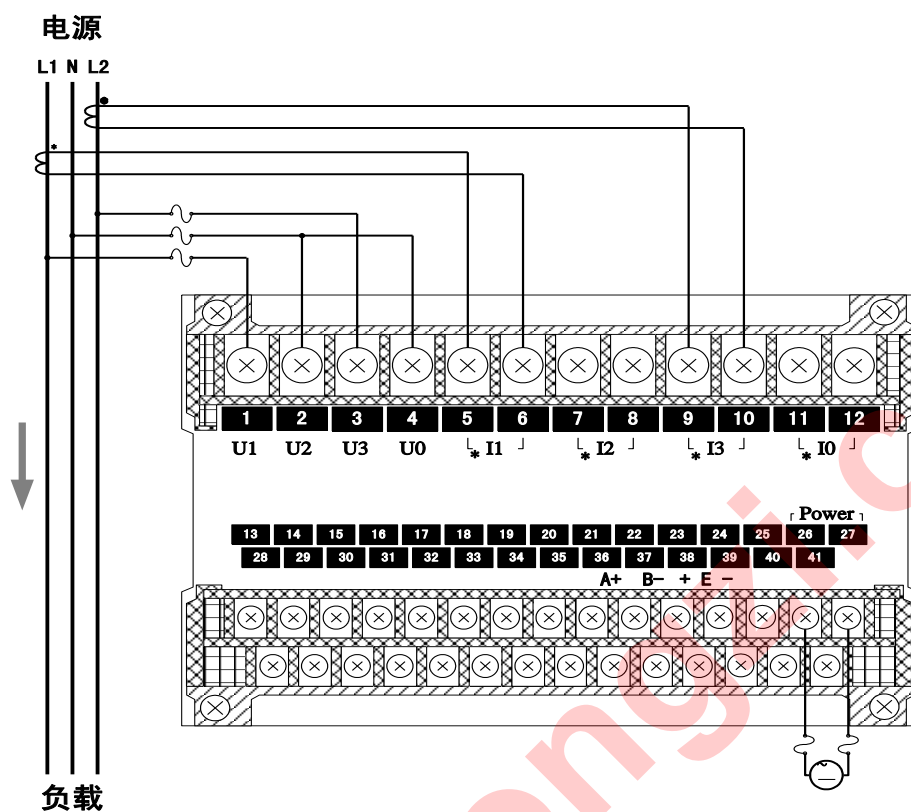 电源
L1 N L2
1 2 3 4 5 6 7 8 9 10 11 12
U1 U2 U3 U0 * I1 * I2 * I3 * I0
Power
13 14 15 16 17 18 19 20 21 22 23 24 25 26 27
28 29 30 31 32 33 34 35 36 37 38 39 40 41
A+ B− + E −
负载